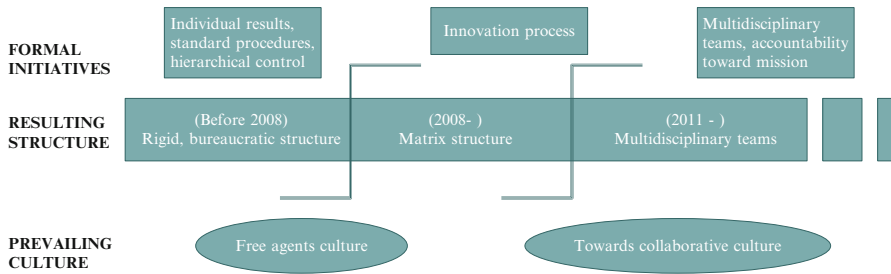 FORMAL
INITIATIVES
Individual results,
standard procedures,
hierarchical control
Innovation process
Multidisciplinary
teams, accountability
toward mission
RESULTING
STRUCTURE
(Before 2008)
Rigid, bureaucratic structure
(2008- )
Matrix structure
(2011 - )
Multidisciplinary teams
PREVAILING
CULTURE
Free agents culture
Towards collaborative culture